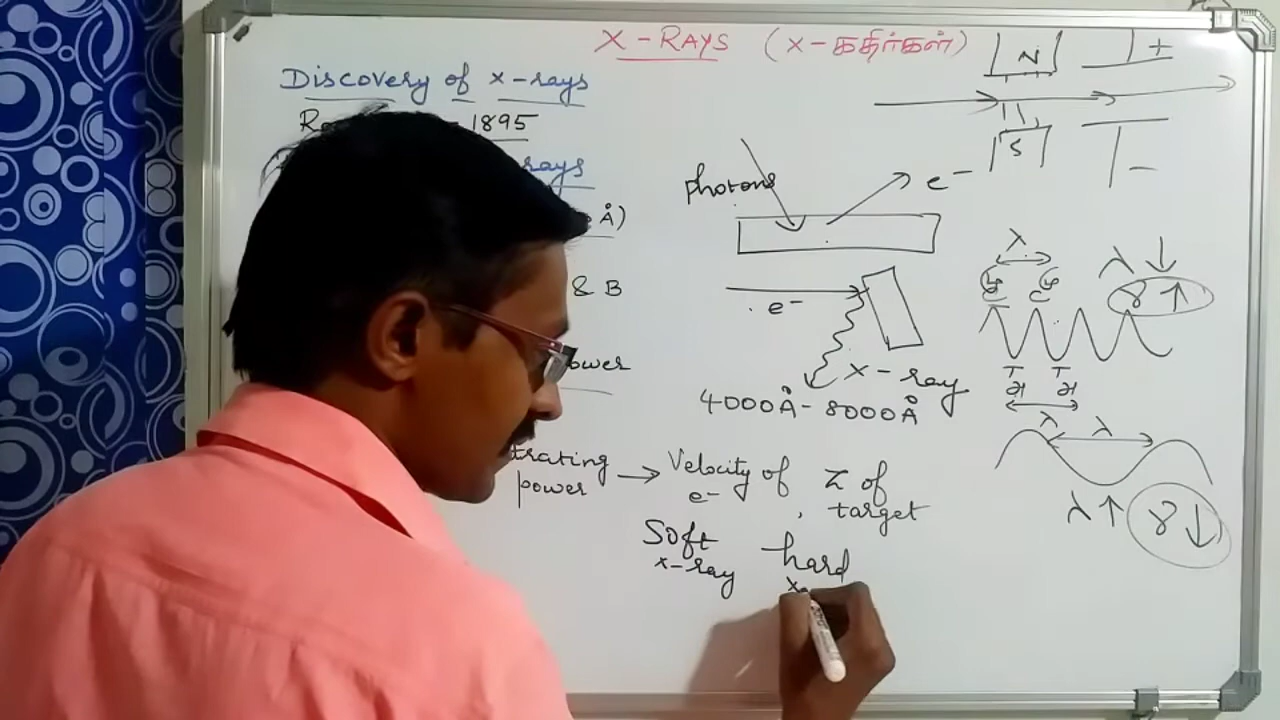 X-RAYS (X-கதிர்கள்)
Discovery of x-rays
1895
rays
Å)
& B
power
trating
power
→ Velocity of e-, Z of target
Soft x-ray
hard x
N
S
+
-
photons
e-
e-
x-ray
4000Å - 8000Å
λ
λ ↓
γ ↑
λ
λ
λ ↑
γ ↓